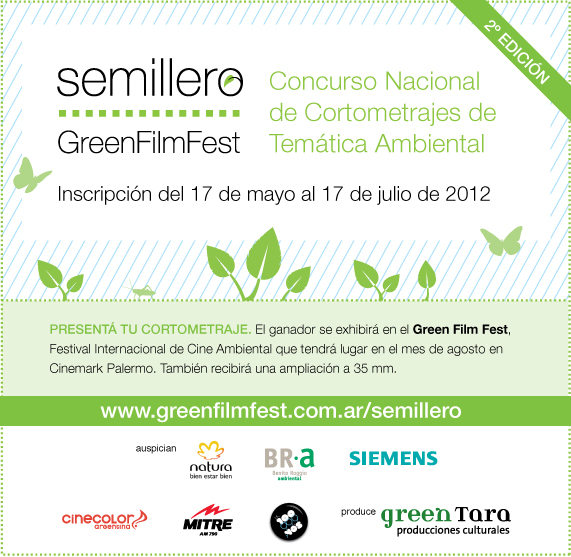 2º EDICIÓN
semillero
GreenFilmFest
Concurso Nacional
de Cortometrajes de
Temática Ambiental
Inscripción del 17 de mayo al 17 de julio de 2012
PRESENTÁ TU CORTOMETRAJE. El ganador se exhibirá en el Green Film Fest,
Festival Internacional de Cine Ambiental que tendrá lugar en el mes de agosto en
Cinemark Palermo. También recibirá una ampliación a 35 mm.
www.greenfilmfest.com.ar/semillero
auspician
natura
bien estar bien
BR·a
Benito Roggio
ambiental
SIEMENS
cinecolor
argentina
MITRE
AM 790
produce
green Tara
producciones culturales